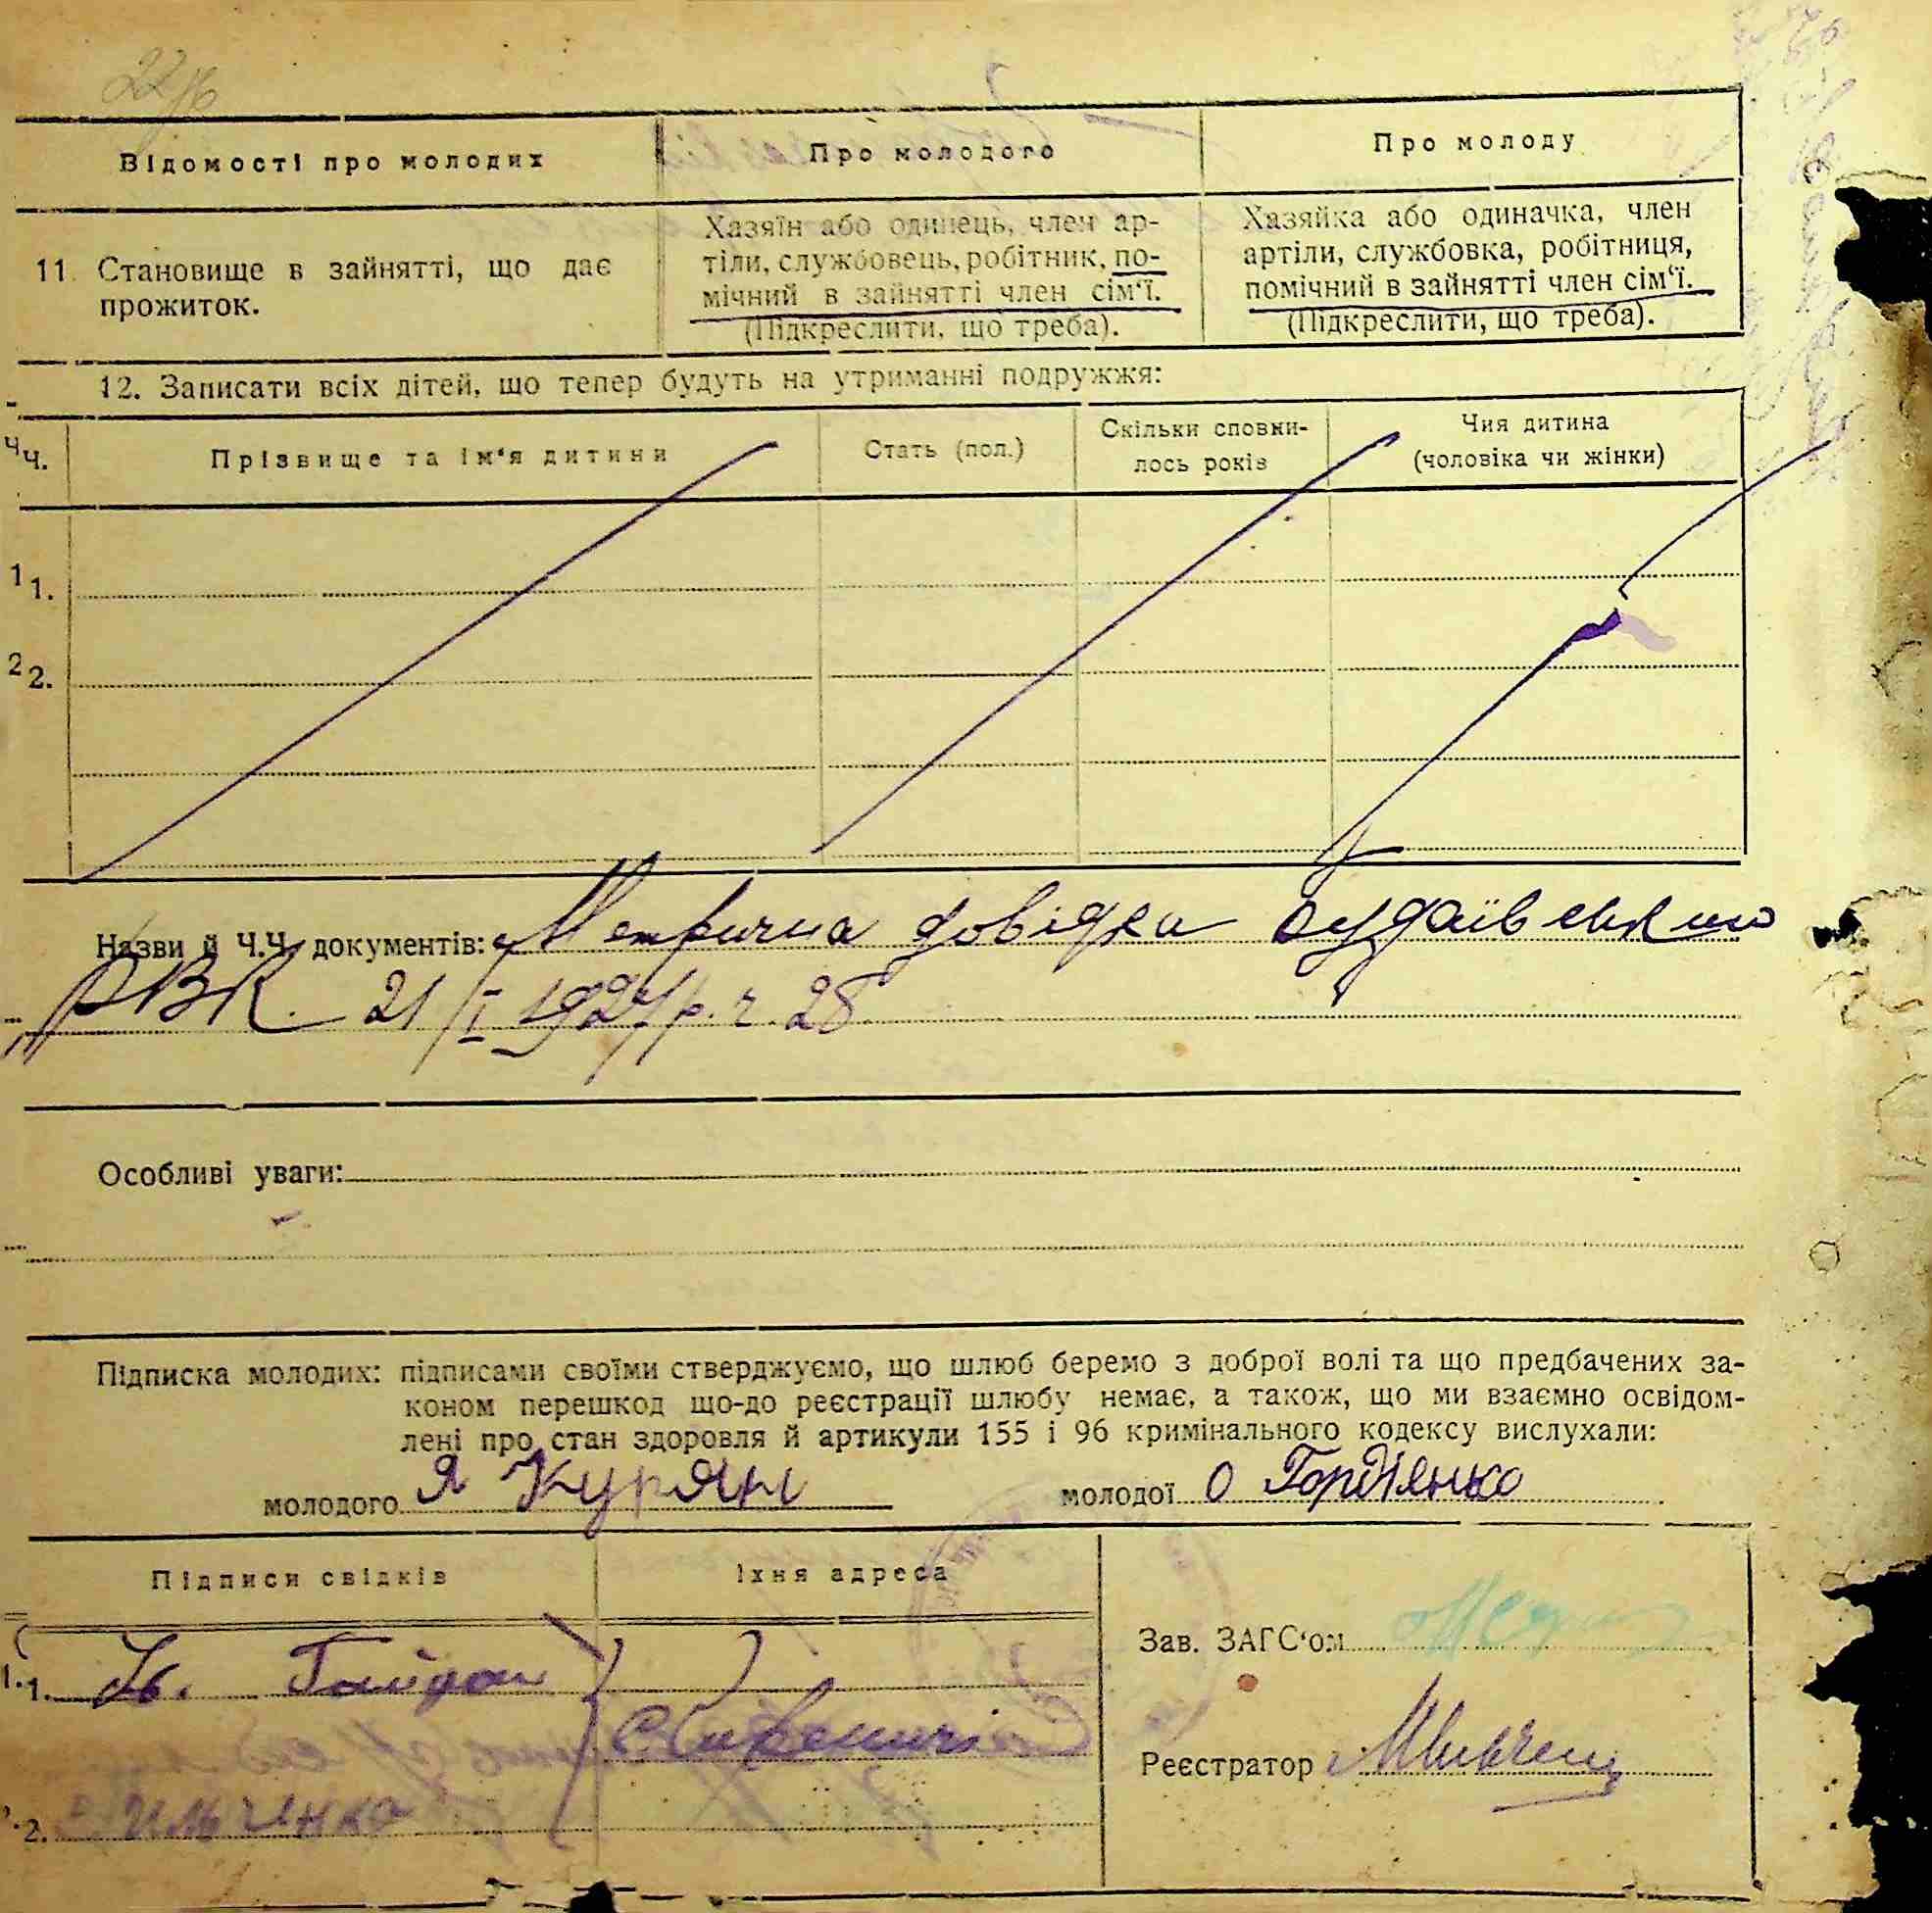 Відомості про молодих
Про молодого
Про молоду
11. Становище в зайнятті, що дає
прожиток.
Хазяїн або одинець, член ар-
тіли, службовець, робітник, по-
мічний в зайнятті член сім'ї.
(Підкреслити, що треба).
Хазяйка або одиначка, член
артіли, службовка, робітниця,
помічний в зайнятті член сім'ї.
(Підкреслити, що треба).
12. Записати всіх дітей, що тепер будуть на утриманні подружжя:
Ч.
Прізвище та ім'я дитини
Стать (пол.)
Скільки сповни-
лось років
Чия дитина
(чоловіка чи жінки)
1.
2.
Назви й Ч.Ч. документів: Метрична довідка
РВК. 21/I 1927 р. ч. 28
Особливі уваги:
Підписка молодих: підписами своїми стверджуємо, що шлюб беремо з доброї волі та що предбачених за-
коном перешкод що-до реєстрації шлюбу немає, а також, що ми взаємно освідом-
лені про стан здоровля й артикули 155 і 96 кримінального кодексу вислухали:
молодого Я Курян
молодої О Гордієнко
Підписи свідків
Їхня адреса
1. Ів. Гайдан
2.
Зав. ЗАГС'ом
Реєстратор